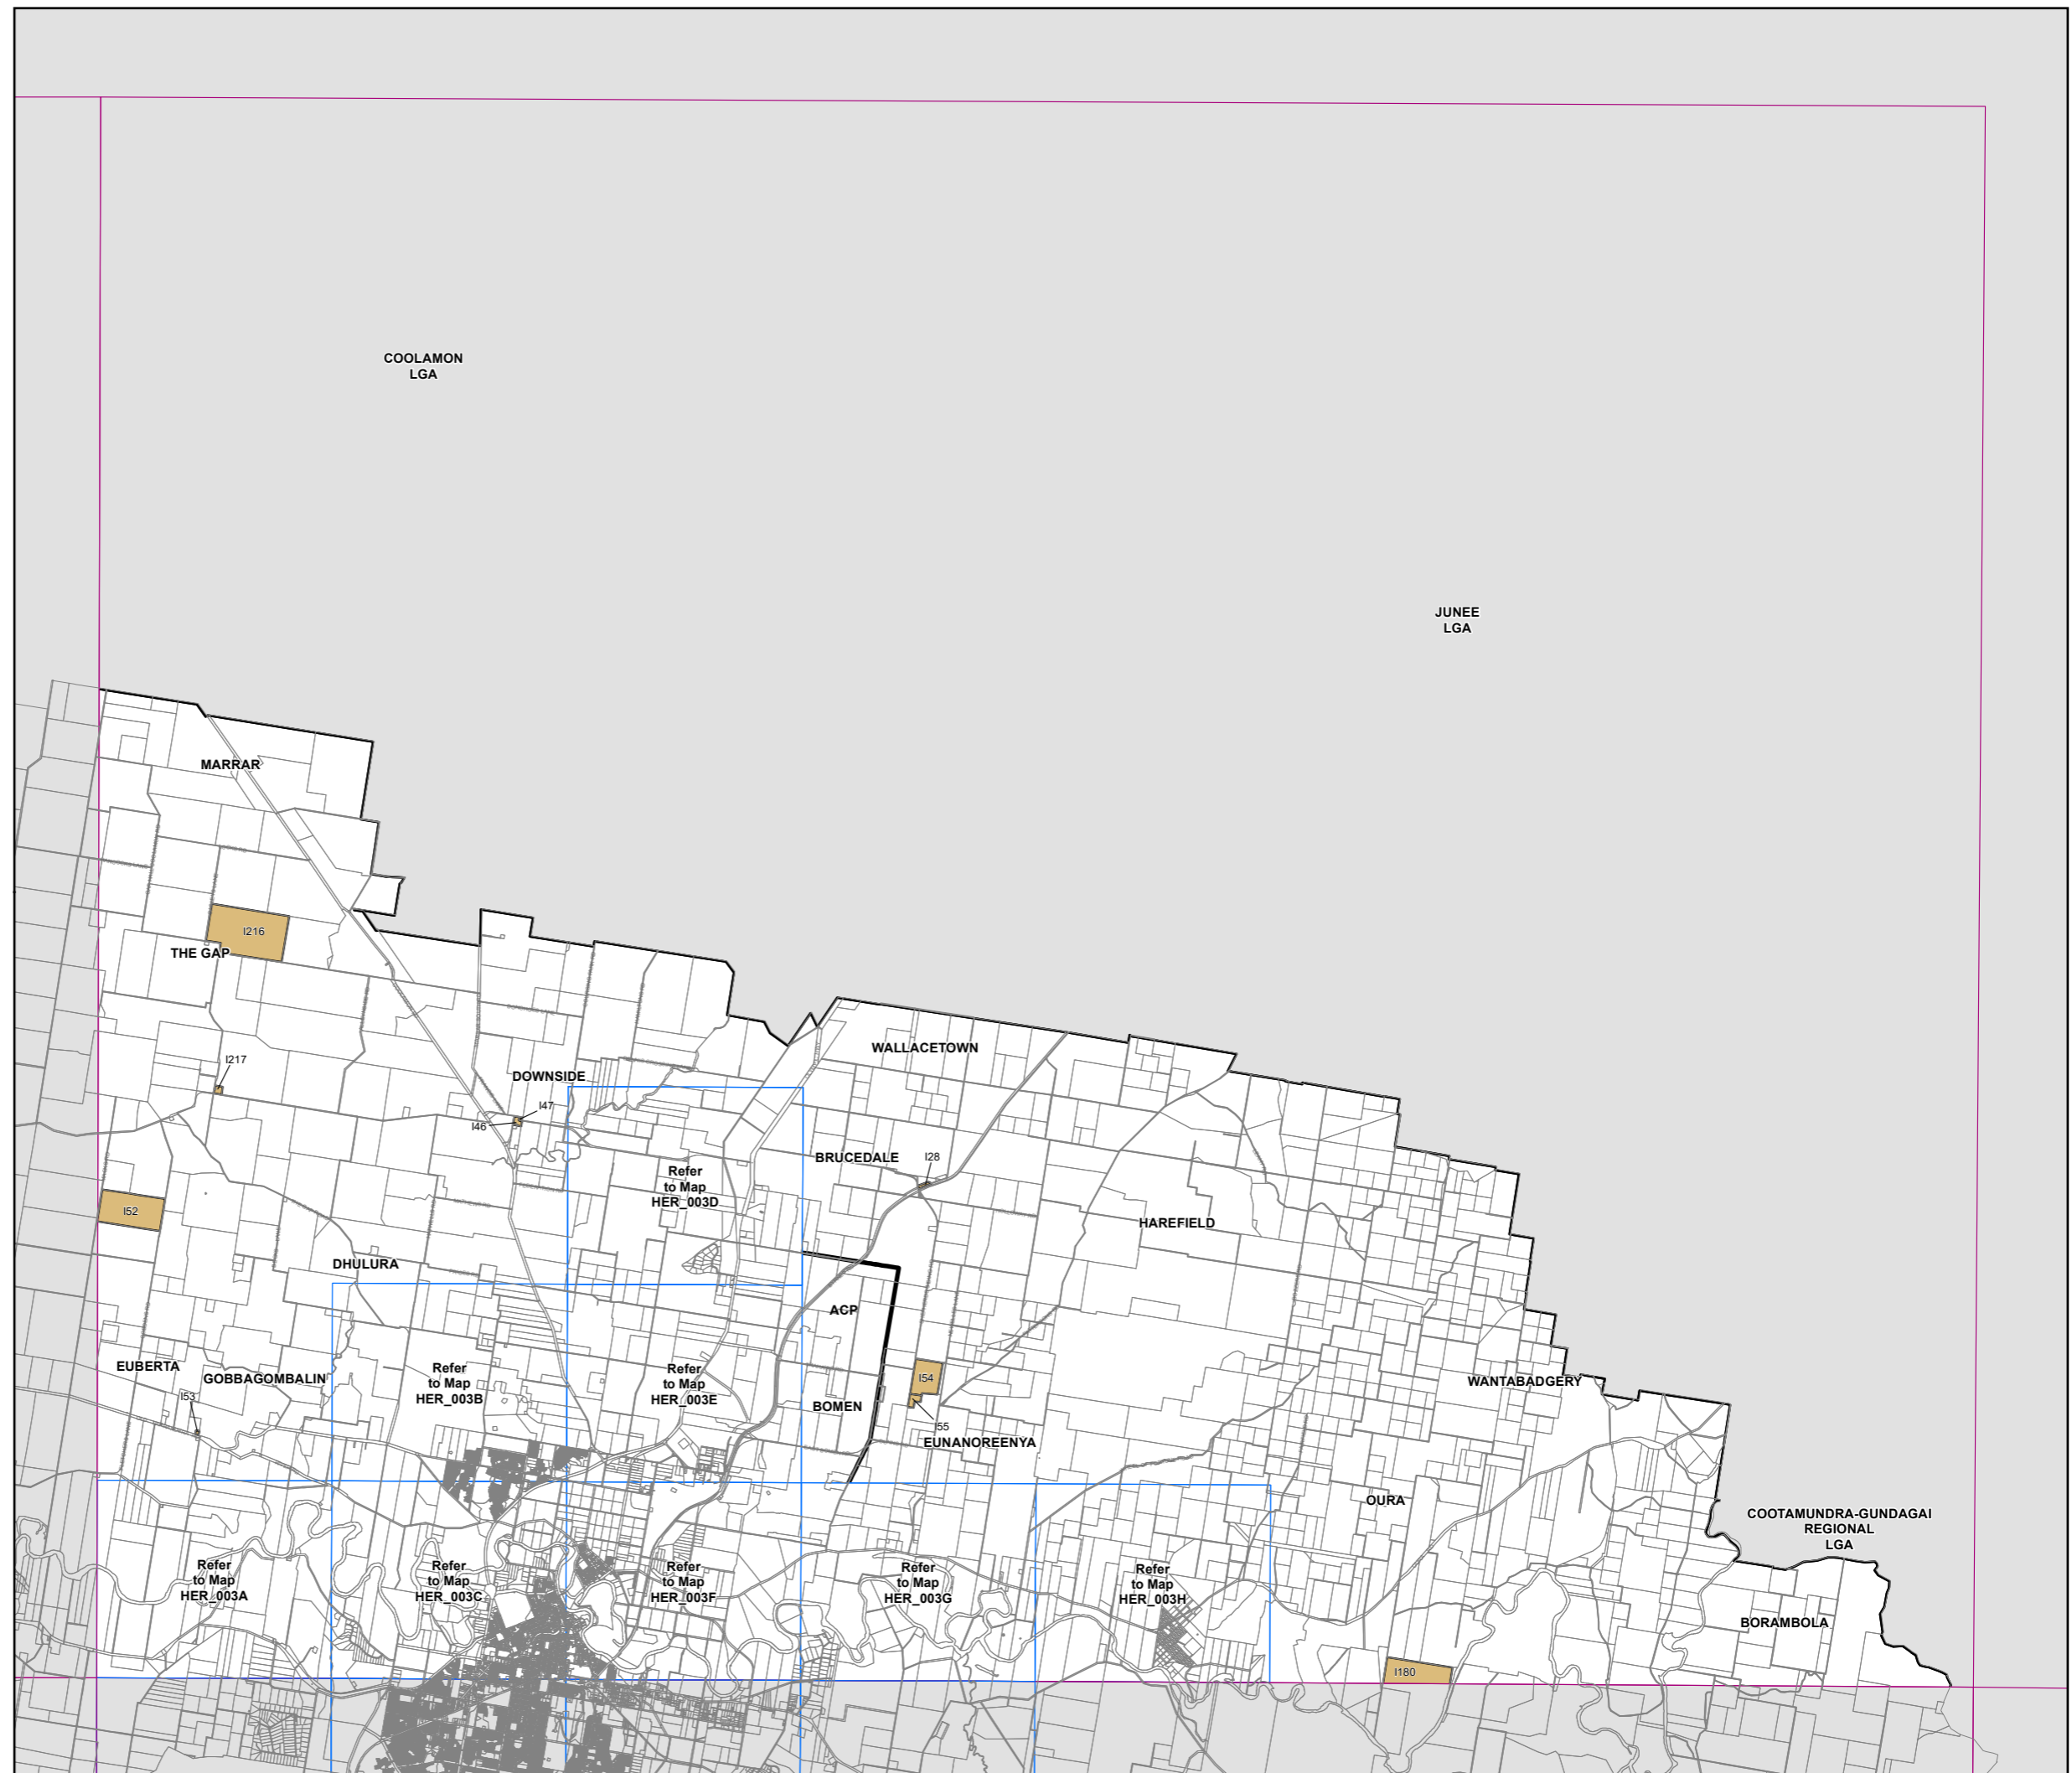 COOLAMON
LGA
JUNEE
LGA
MARRAR
I216
THE GAP
WALLACETOWN
I217
DOWNSIDE
I47
I46
BRUCEDALE
I28
Refer
to Map
HER_003D
I52
HAREFIELD
DHULURA
ACP
EUBERTA
GOBBAGOMBALIN
Refer
to Map
HER_003B
Refer
to Map
HER_003E
I54
WANTABADGERY
I53
BOMEN
I55
EUNANOREENYA
OURA
COOTAMUNDRA-GUNDAGAI
REGIONAL
LGA
Refer
to Map
HER_003A
Refer
to Map
HER_003C
Refer
to Map
HER_003F
Refer
to Map
HER_003G
Refer
to Map
HER_003H
BORAMBOLA
I180